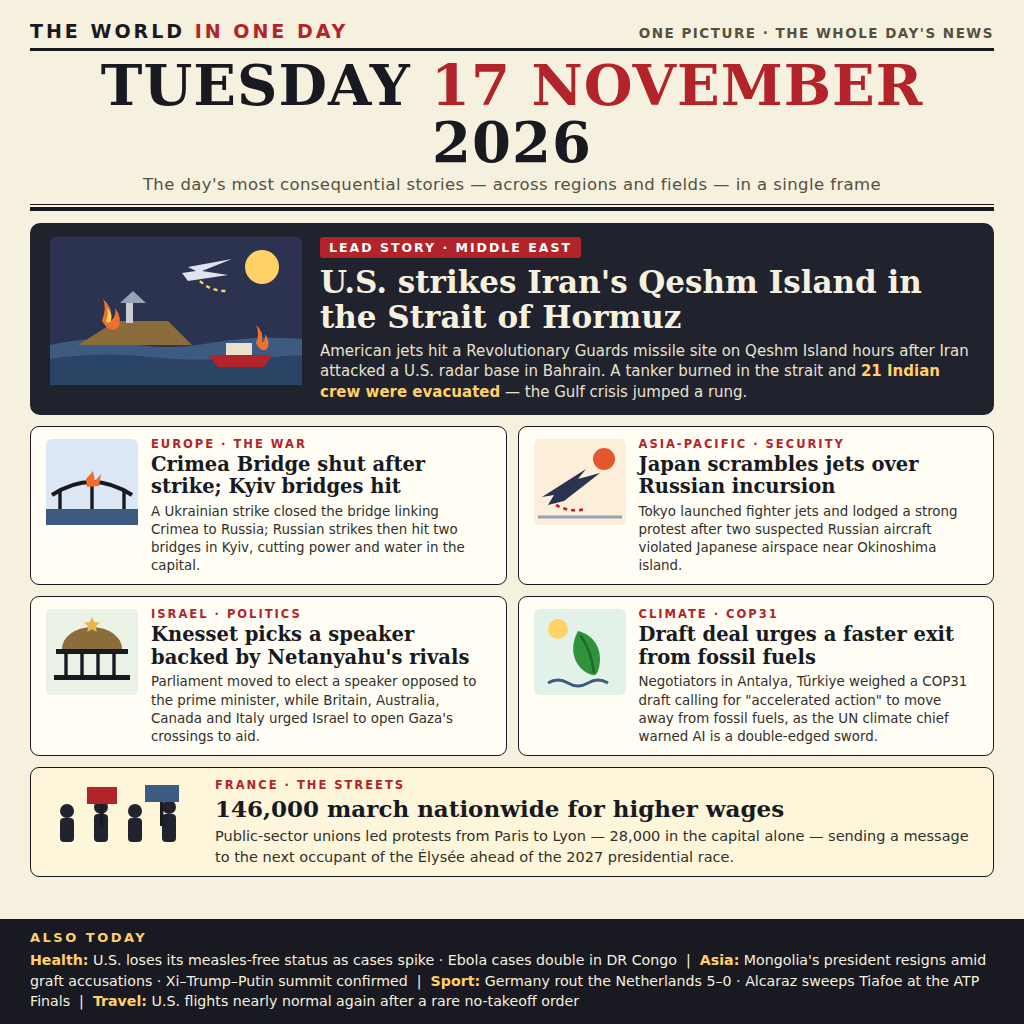 THE WORLD IN ONE DAY
ONE PICTURE · THE WHOLE DAY'S NEWS
TUESDAY 17 NOVEMBER
2026
The day's most consequential stories — across regions and fields — in a single frame
LEAD STORY · MIDDLE EAST
U.S. strikes Iran's Qeshm Island in
the Strait of Hormuz
American jets hit a Revolutionary Guards missile site on Qeshm Island hours after Iran
attacked a U.S. radar base in Bahrain. A tanker burned in the strait and 21 Indian
crew were evacuated — the Gulf crisis jumped a rung.
EUROPE · THE WAR
Crimea Bridge shut after
strike; Kyiv bridges hit
A Ukrainian strike closed the bridge linking
Crimea to Russia; Russian strikes then hit two
bridges in Kyiv, cutting power and water in the
capital.
ASIA-PACIFIC · SECURITY
Japan scrambles jets over
Russian incursion
Tokyo launched fighter jets and lodged a strong
protest after two suspected Russian aircraft
violated Japanese airspace near Okinoshima
island.
ISRAEL · POLITICS
Knesset picks a speaker
backed by Netanyahu's rivals
Parliament moved to elect a speaker opposed to
the prime minister, while Britain, Australia,
Canada and Italy urged Israel to open Gaza's
crossings to aid.
CLIMATE · COP31
Draft deal urges a faster exit
from fossil fuels
Negotiators in Antalya, Türkiye weighed a COP31
draft calling for "accelerated action" to move
away from fossil fuels, as the UN climate chief
warned AI is a double-edged sword.
FRANCE · THE STREETS
146,000 march nationwide for higher wages
Public-sector unions led protests from Paris to Lyon — 28,000 in the capital alone — sending a message
to the next occupant of the Élysée ahead of the 2027 presidential race.
ALSO TODAY
Health: U.S. loses its measles-free status as cases spike · Ebola cases double in DR Congo | Asia: Mongolia's president resigns amid
graft accusations · Xi–Trump–Putin summit confirmed | Sport: Germany rout the Netherlands 5–0 · Alcaraz sweeps Tiafoe at the ATP
Finals | Travel: U.S. flights nearly normal again after a rare no-takeoff order